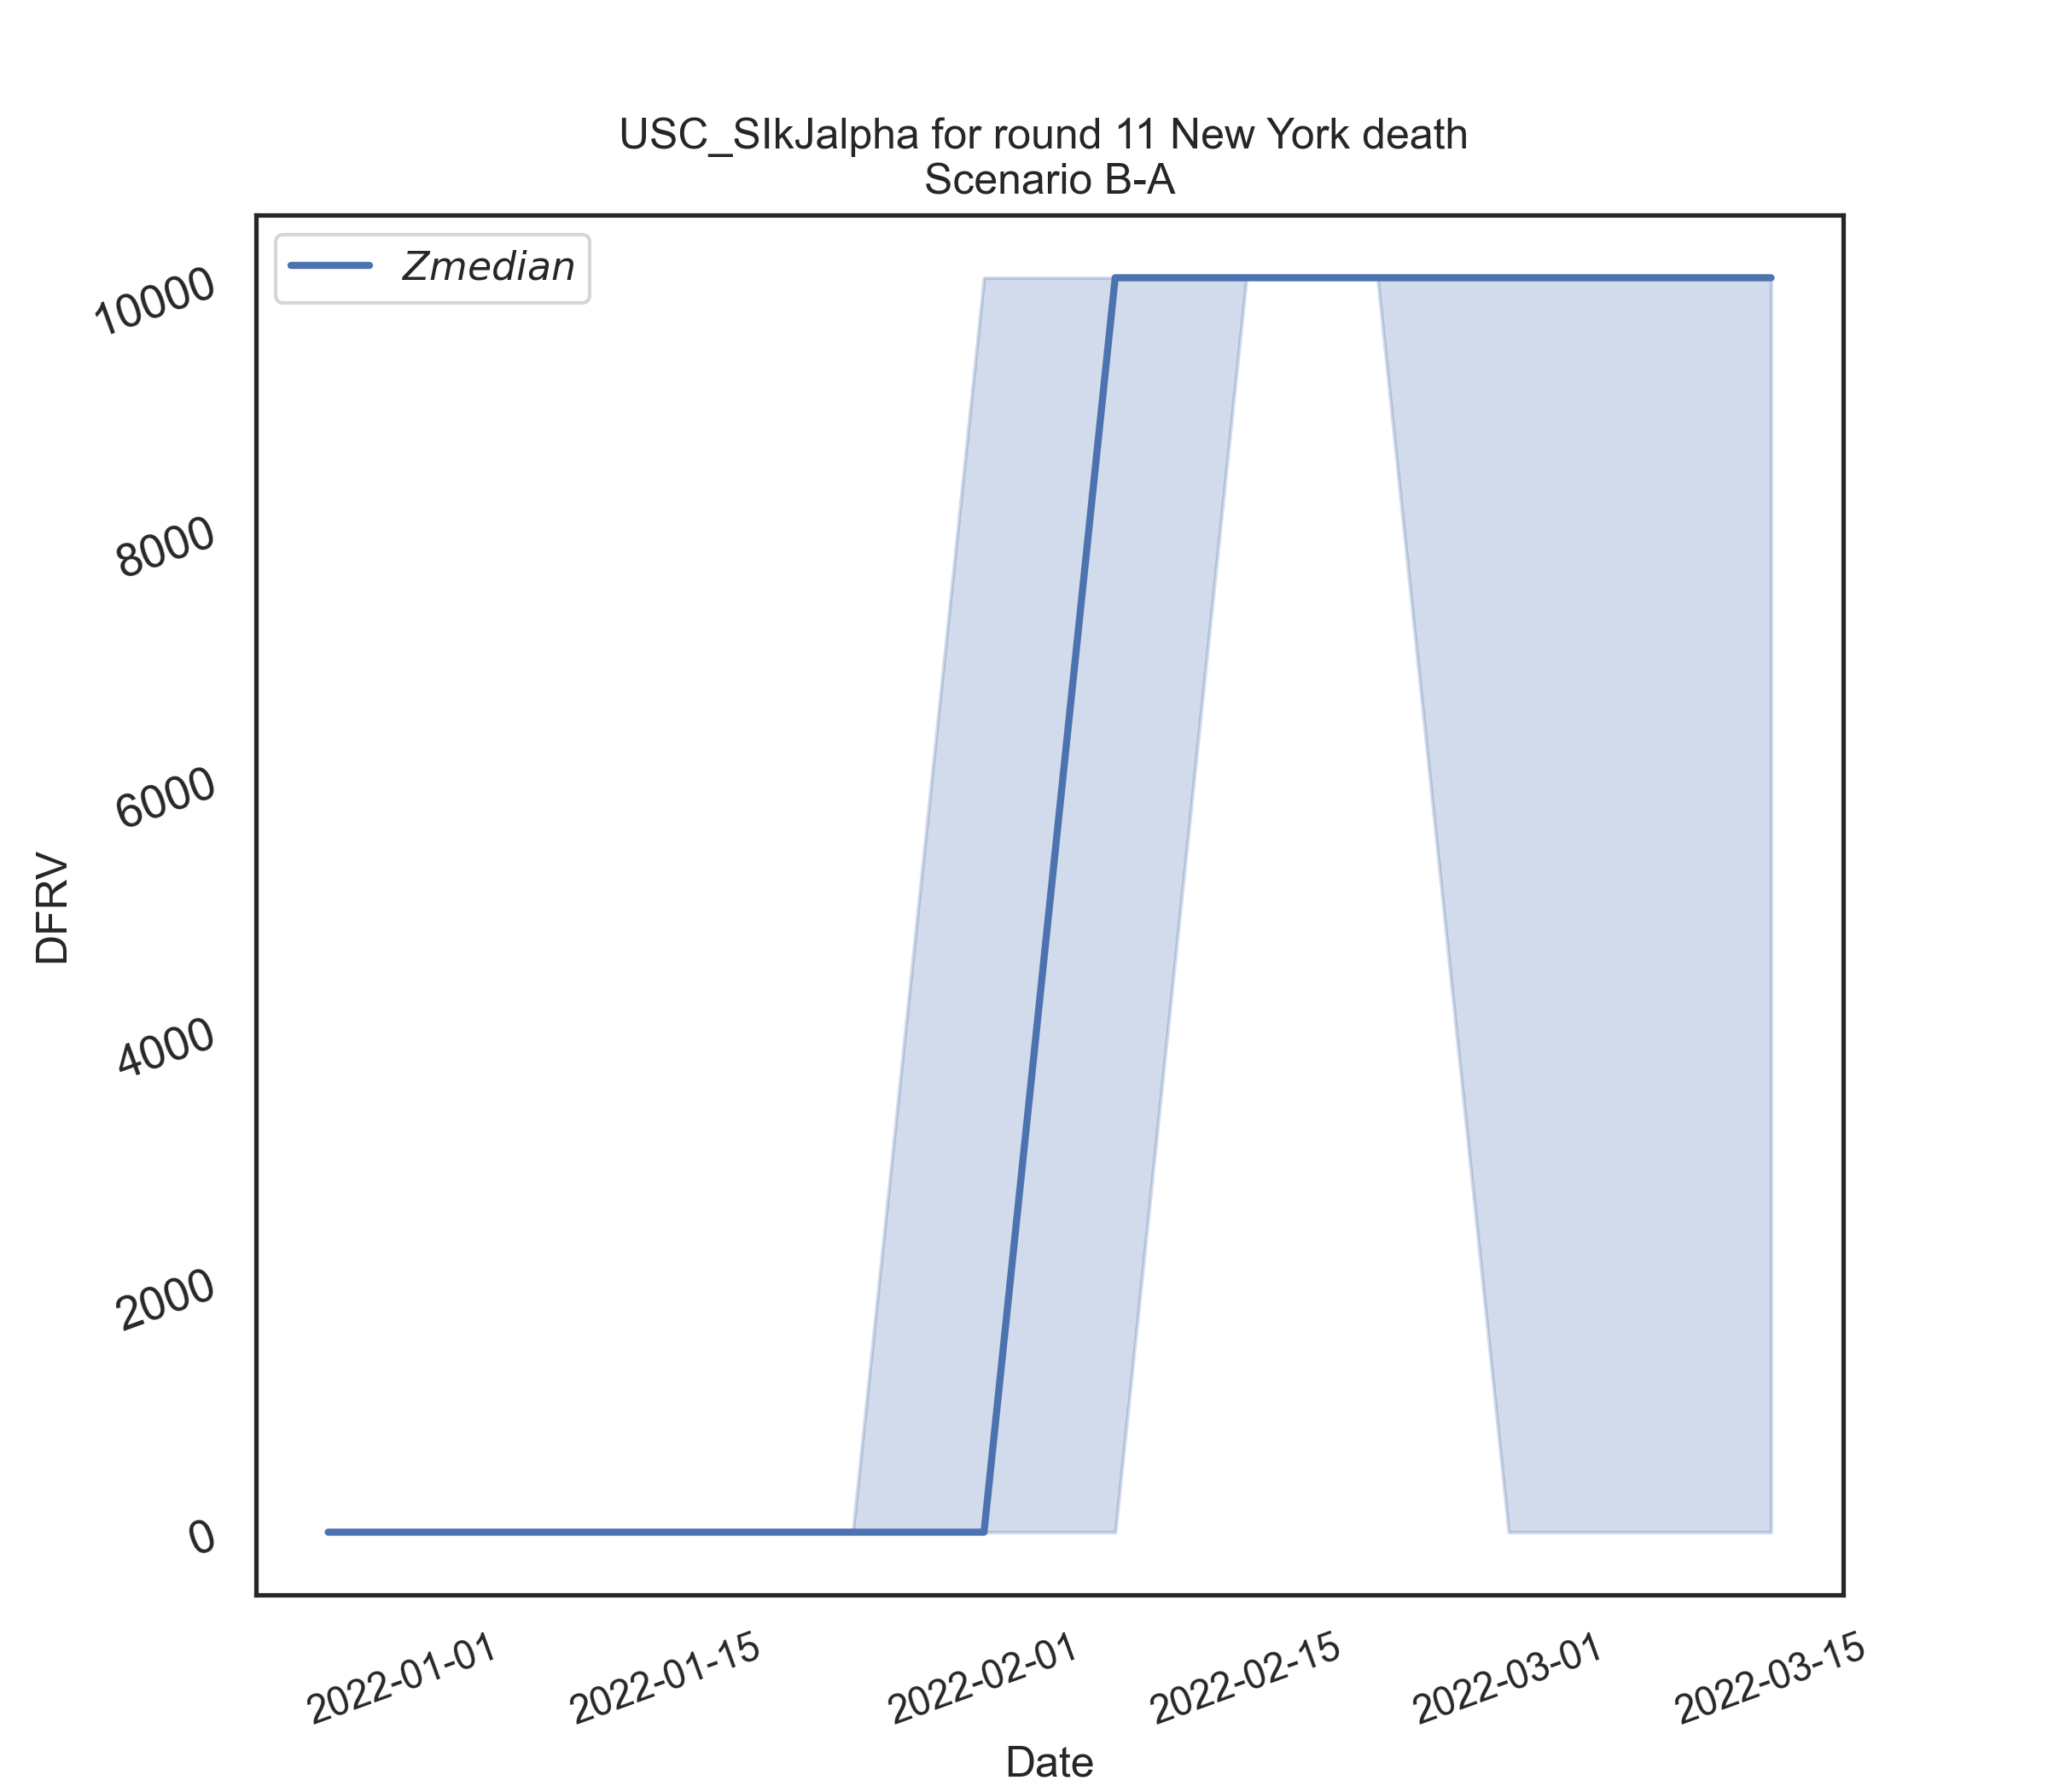 USC_SIkJalpha for round 11 New York death
Scenario B-A
Zmedian
10000
8000
6000
4000
2000
0
DFRV
2022-01-01
2022-01-15
2022-02-01
2022-02-15
2022-03-01
2022-03-15
Date